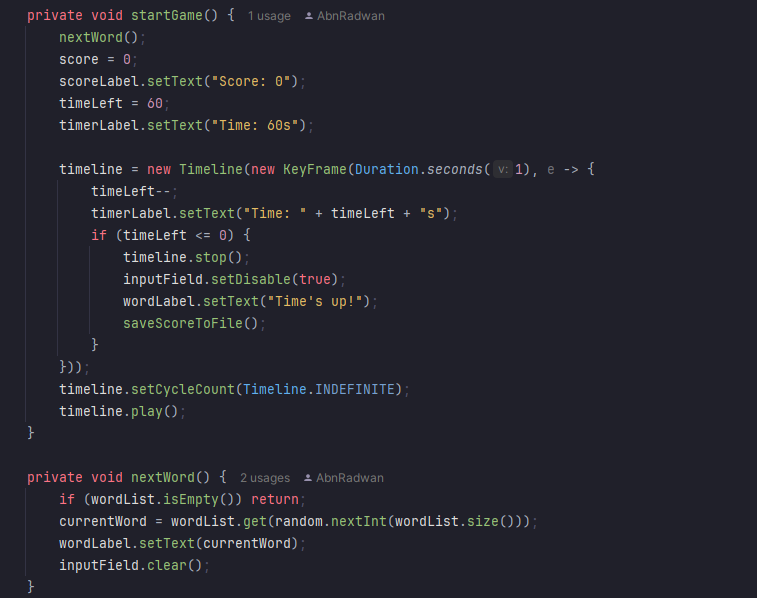 private void startGame() { 1 usage AbnRadwan
nextWord();
score = 0;
scoreLabel.setText("Score: 0");
timeLeft = 60;
timerLabel.setText("Time: 60s");
timeline = new Timeline(new KeyFrame(Duration.seconds( v: 1), e -> {
timeLeft--;
timerLabel.setText("Time: " + timeLeft + "s");
if (timeLeft <= 0) {
timeline.stop();
inputField.setDisable(true);
wordLabel.setText("Time's up!");
saveScoreToFile();
}
}));
timeline.setCycleCount(Timeline.INDEFINITE);
timeline.play();
}
private void nextWord() { 2 usages AbnRadwan
if (wordList.isEmpty()) return;
currentWord = wordList.get(random.nextInt(wordList.size()));
wordLabel.setText(currentWord);
inputField.clear();
}